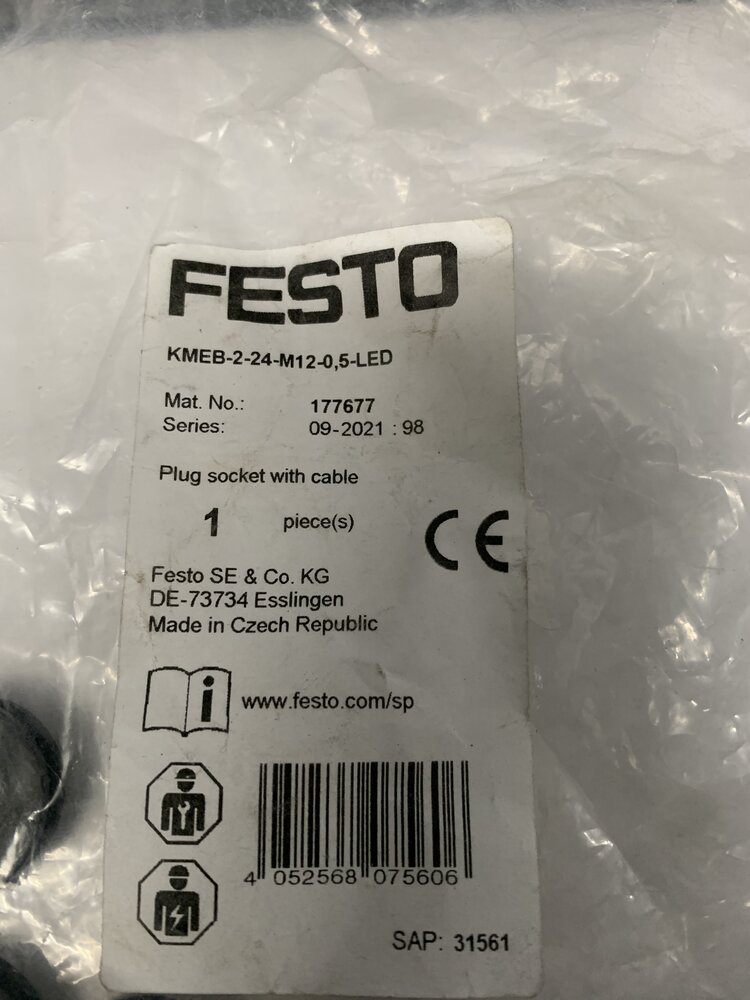 FESTO
KMEB-2-24-M12-0,5-LED
Mat. No.: 177677
Series: 09-2021 : 98
Plug socket with cable
1 piece(s)
CE
Festo SE & Co. KG
DE-73734 Esslingen
Made in Czech Republic
i www.festo.com/sp
4 052568 075606
SAP: 31561